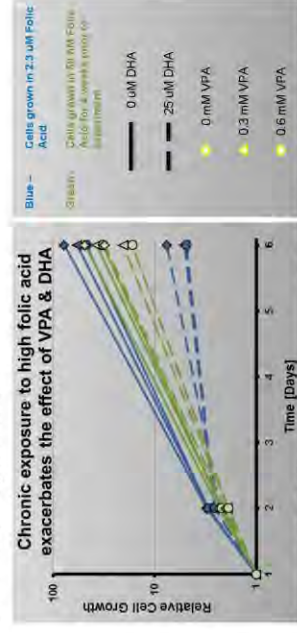 Chronic exposure to high folic acid
exacerbates the effect of VPA & DHA
Relative Cell Growth
100
10
1
1
2
3
4
5
6
Time [Days]
Blue – Cells grown in 2.3 uM Folic
Acid
Green- Cells grown in
Folic
Acid for 4 weeks prior to
experiment
0 uM DHA
25 uM DHA
0 mM VPA
0.3 mM VPA
0.6 mM VPA